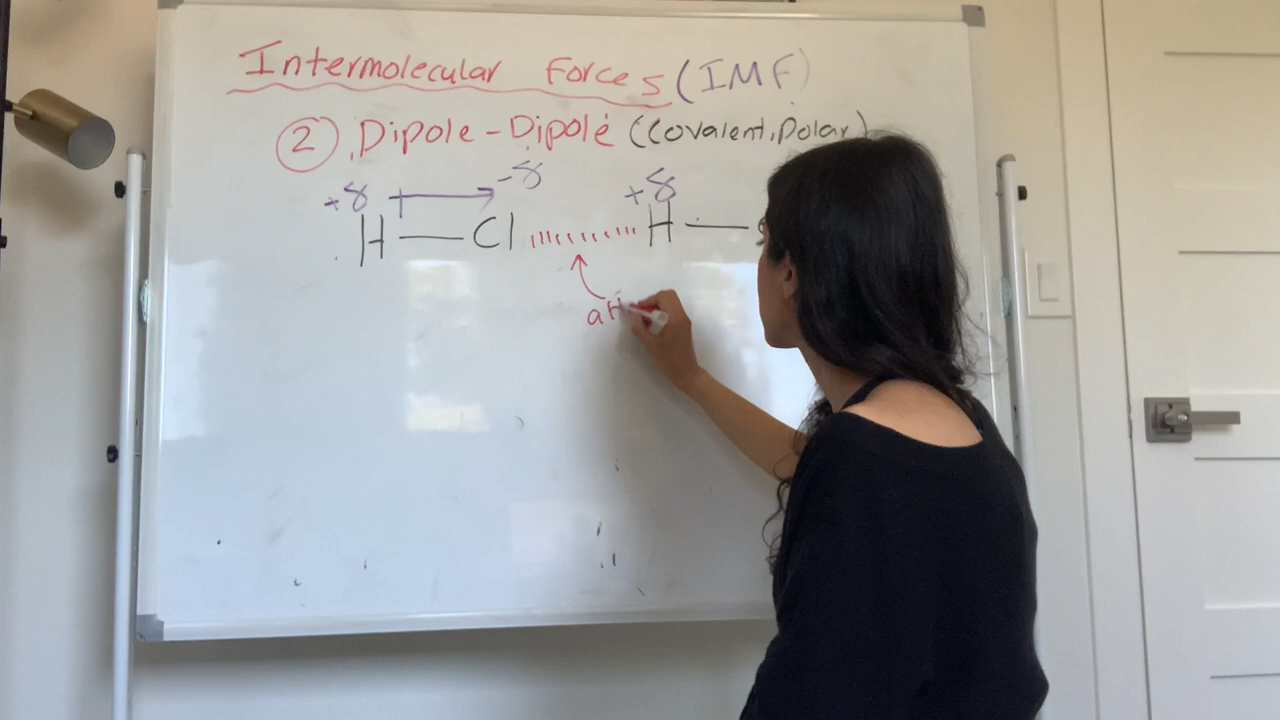 Intermolecular Forces (IMF)
2 Dipole-Dipole (Covalent, Polar)
+δ -δ +δ
H — Cl H —